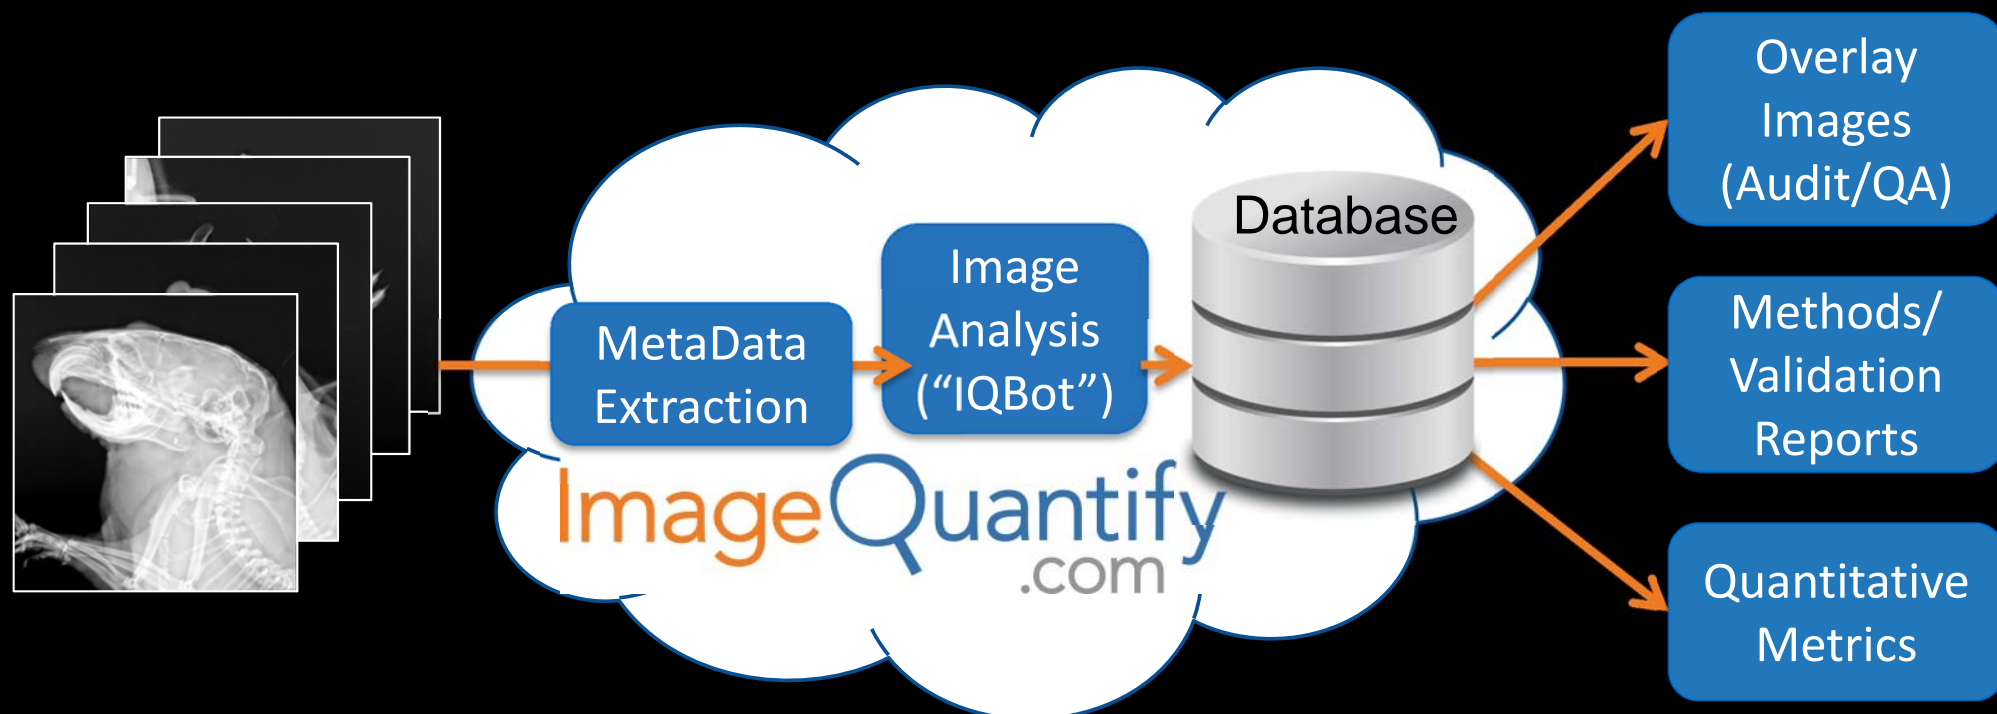 MetaData
Extraction
Image
Analysis
(“IQBot”)
Database
ImageQuantify
.com
Overlay
Images
(Audit/QA)
Methods/
Validation
Reports
Quantitative
Metrics